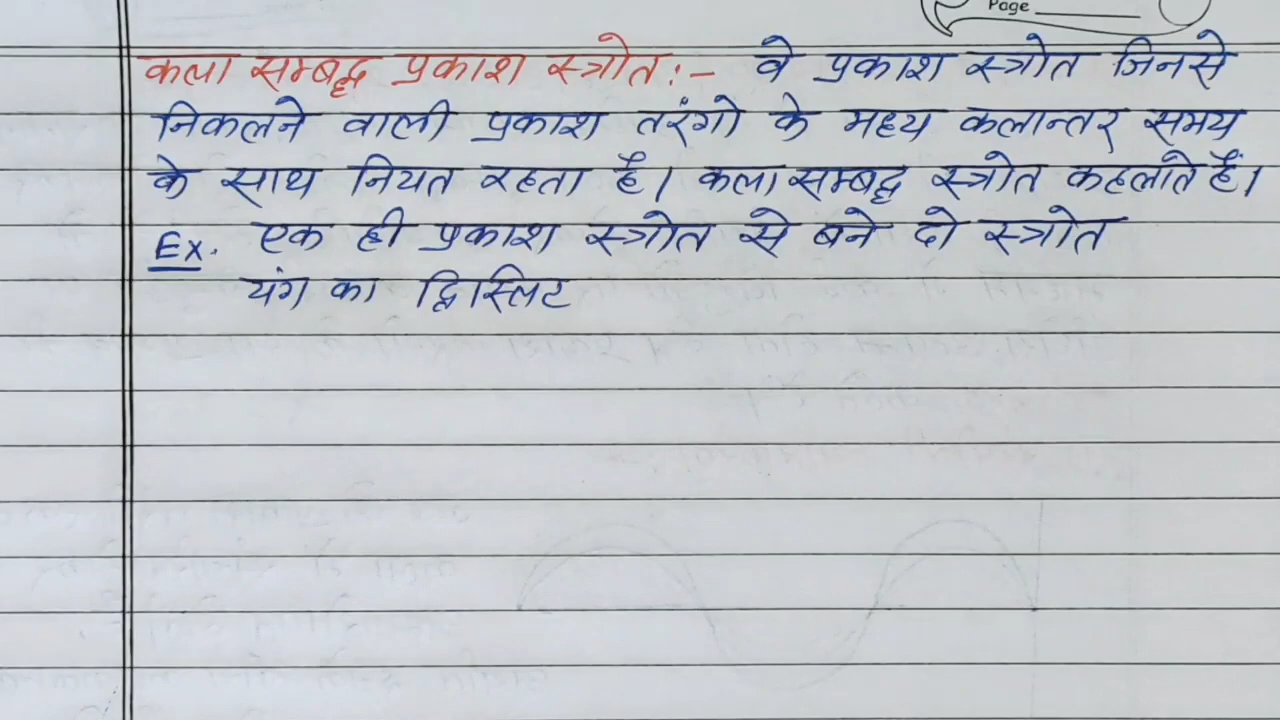 Page
कला सम्बद्ध प्रकाश स्त्रोत :- वे प्रकाश स्त्रोत जिनसे
निकलने वाली प्रकाश तरंगो के मध्य कलान्तर समय
के साथ नियत रहता है। कला सम्बद्ध स्त्रोत कहलाते हैं।
Ex. एक ही प्रकाश स्त्रोत से बने दो स्त्रोत
यंग का द्विस्लिट